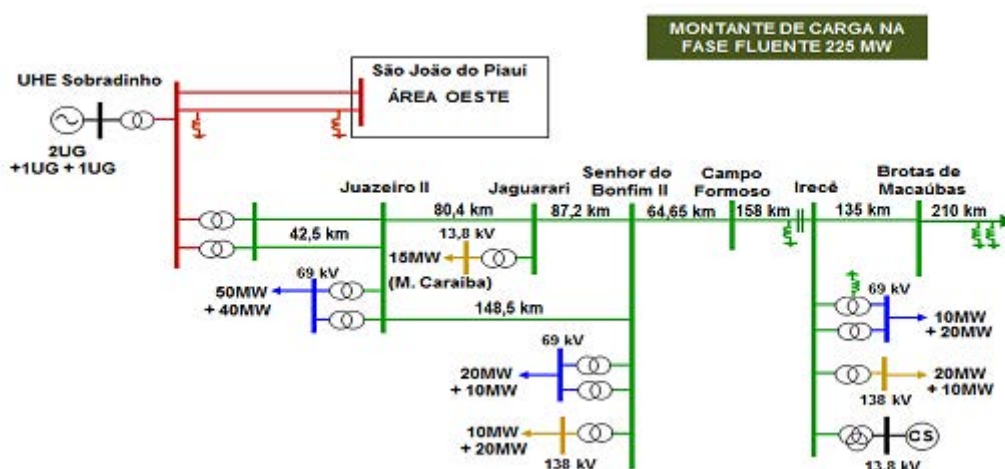 MONTANTE DE CARGA NA
FASE FLUENTE 225 MW
UHE Sobradinho
São João do Piauí
ÁREA OESTE
2UG
+1UG + 1UG
Juazeiro II
Jaguarari
Senhor do
Bonfim II
Campo
Formoso
Irecê
Brotas de
Macaúbas
42,5 km
80,4 km
87,2 km
64,65 km
158 km
135 km
210 km
13,8 kV
15MW
(M. Caraiba)
69 kV
50MW
+ 40MW
148,5 km
69 kV
20MW
+ 10MW
10MW
+ 20MW
138 kV
69 kV
10MW
+ 20MW
20MW
+ 10MW
138 kV
CS
13,8 kV